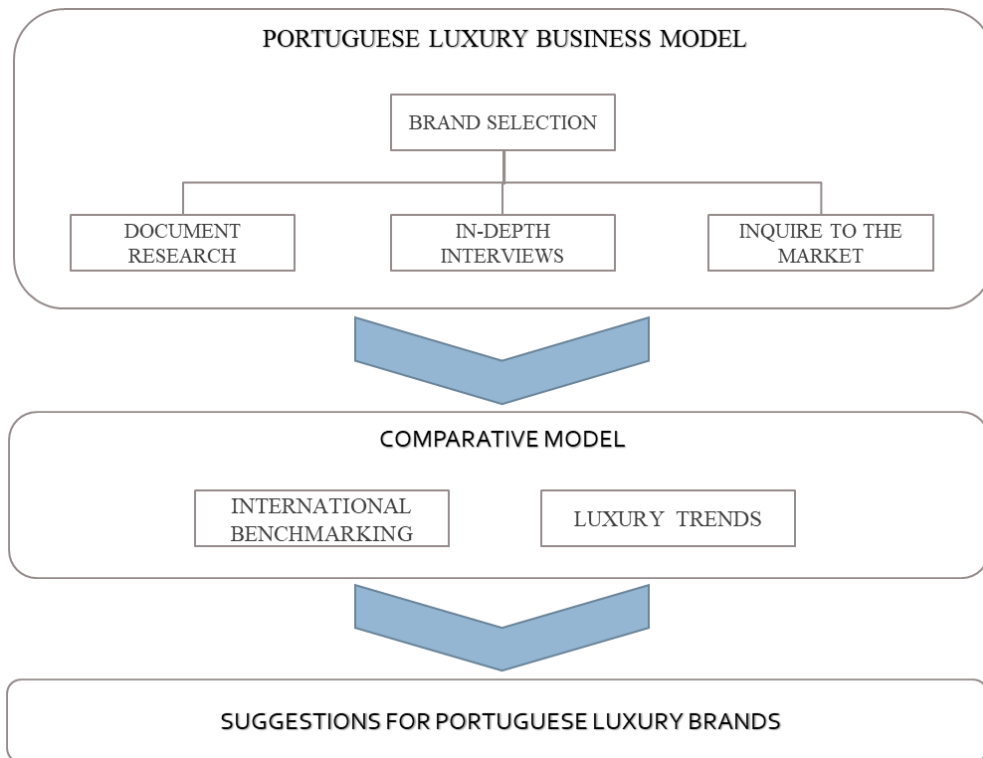 PORTUGUESE LUXURY BUSINESS MODEL
BRAND SELECTION
DOCUMENT
RESEARCH
IN-DEPTH
INTERVIEWS
INQUIRE TO THE
MARKET
COMPARATIVE MODEL
INTERNATIONAL
BENCHMARKING
LUXURY TRENDS
SUGGESTIONS FOR PORTUGUESE LUXURY BRANDS